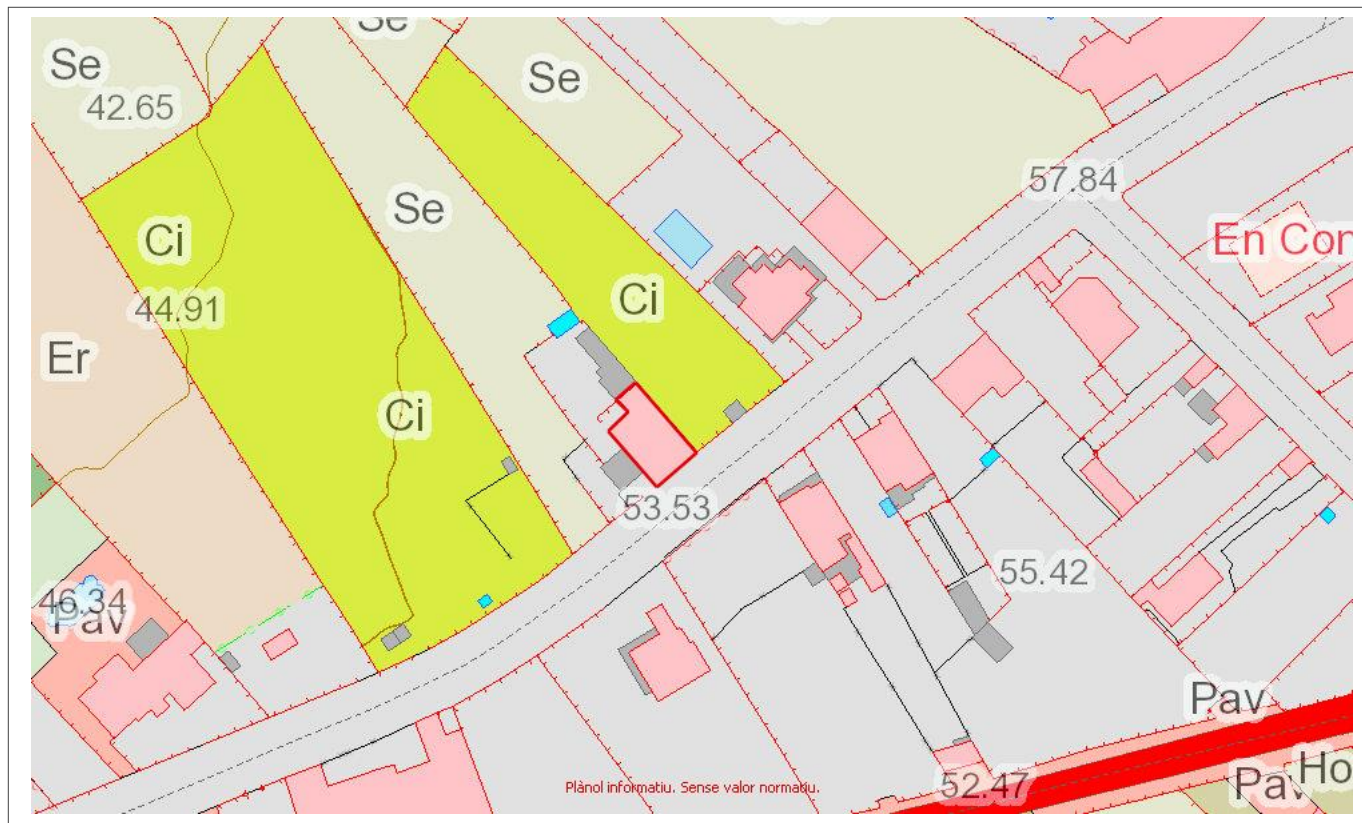 Se
Se
Se
42.65
57.84
Se
Ci
En Con
Ci
44.91
Er
Ci
53.53
55.42
46.34
Pav
Pav
Plànol informatiu. Sense valor normatiu.
52.47
Pav
Ho